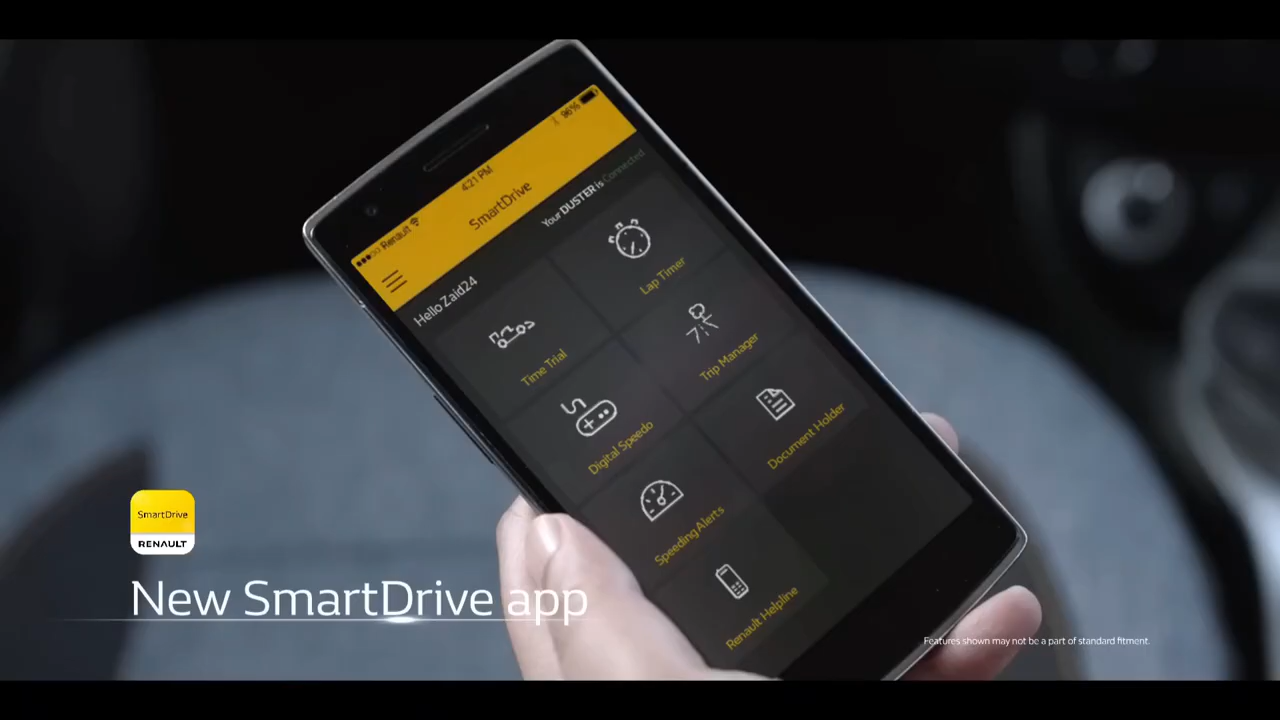 96%
4:21 PM
Renault
SmartDrive
Your DUSTER is Connected
Hello Zaid24
Lap Timer
Time Trial
Trip Manager
Digital Speedo
Document Holder
Speeding Alerts
Renault Helpline
SmartDrive
RENAULT
New SmartDrive app
Features shown may not be a part of standard fitment.